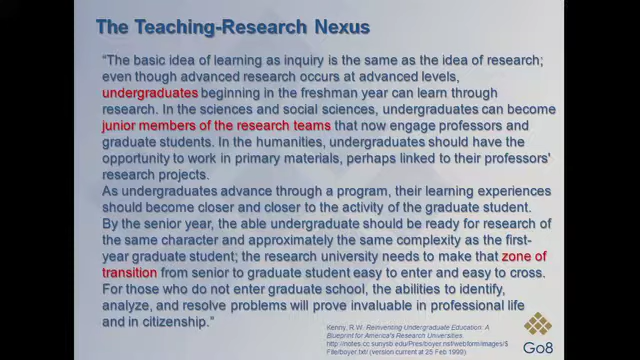 The Teaching-Research Nexus
“The basic idea of learning as inquiry is the same as the idea of research;
even though advanced research occurs at advanced levels,
undergraduates beginning in the freshman year can learn through
research. In the sciences and social sciences, undergraduates can become
junior members of the research teams that now engage professors and
graduate students. In the humanities, undergraduates should have the
opportunity to work in primary materials, perhaps linked to their professors'
research projects.
As undergraduates advance through a program, their learning experiences
should become closer and closer to the activity of the graduate student.
By the senior year, the able undergraduate should be ready for research of
the same character and approximately the same complexity as the first-
year graduate student; the research university needs to make that zone of
transition from senior to graduate student easy to enter and easy to cross.
For those who do not enter graduate school, the abilities to identify,
analyze, and resolve problems will prove invaluable in professional life
and in citizenship.”
Kenny, R.W. Reinventing Undergraduate Education: A
Blueprint for America's Research Universities.
http://notes.cc.sunysb.edu/Pres/boyer.nsf/webform/images/$
File/boyer.txt/ (version current at 25 Feb 1999)
Go8